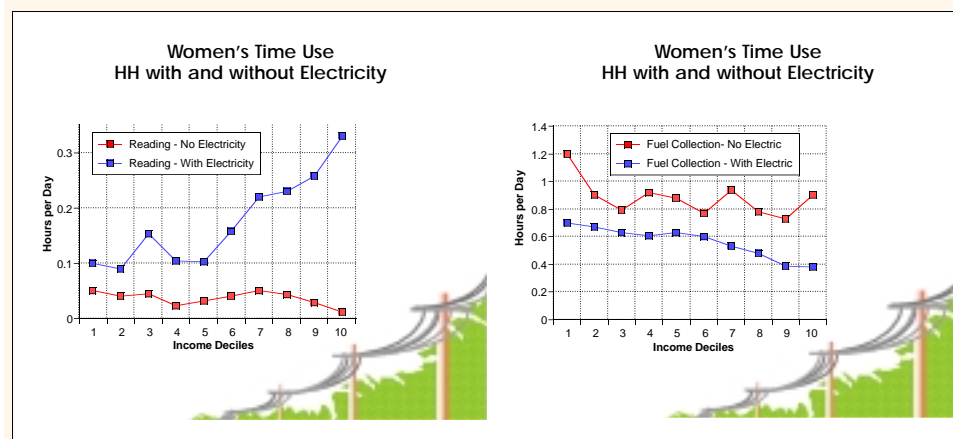 Women's Time Use
HH with and without Electricity
Reading - No Electricity
Reading - With Electricity
Hours per Day
0.3
0.2
0.1
0
1 2 3 4 5 6 7 8 9 10
Income Deciles
Women's Time Use
HH with and without Electricity
Fuel Collection- No Electric
Fuel Collection - With Electric
Hours per Day
1.4
1.2
1
0.8
0.6
0.4
0.2
0
1 2 3 4 5 6 7 8 9 10
Income Deciles